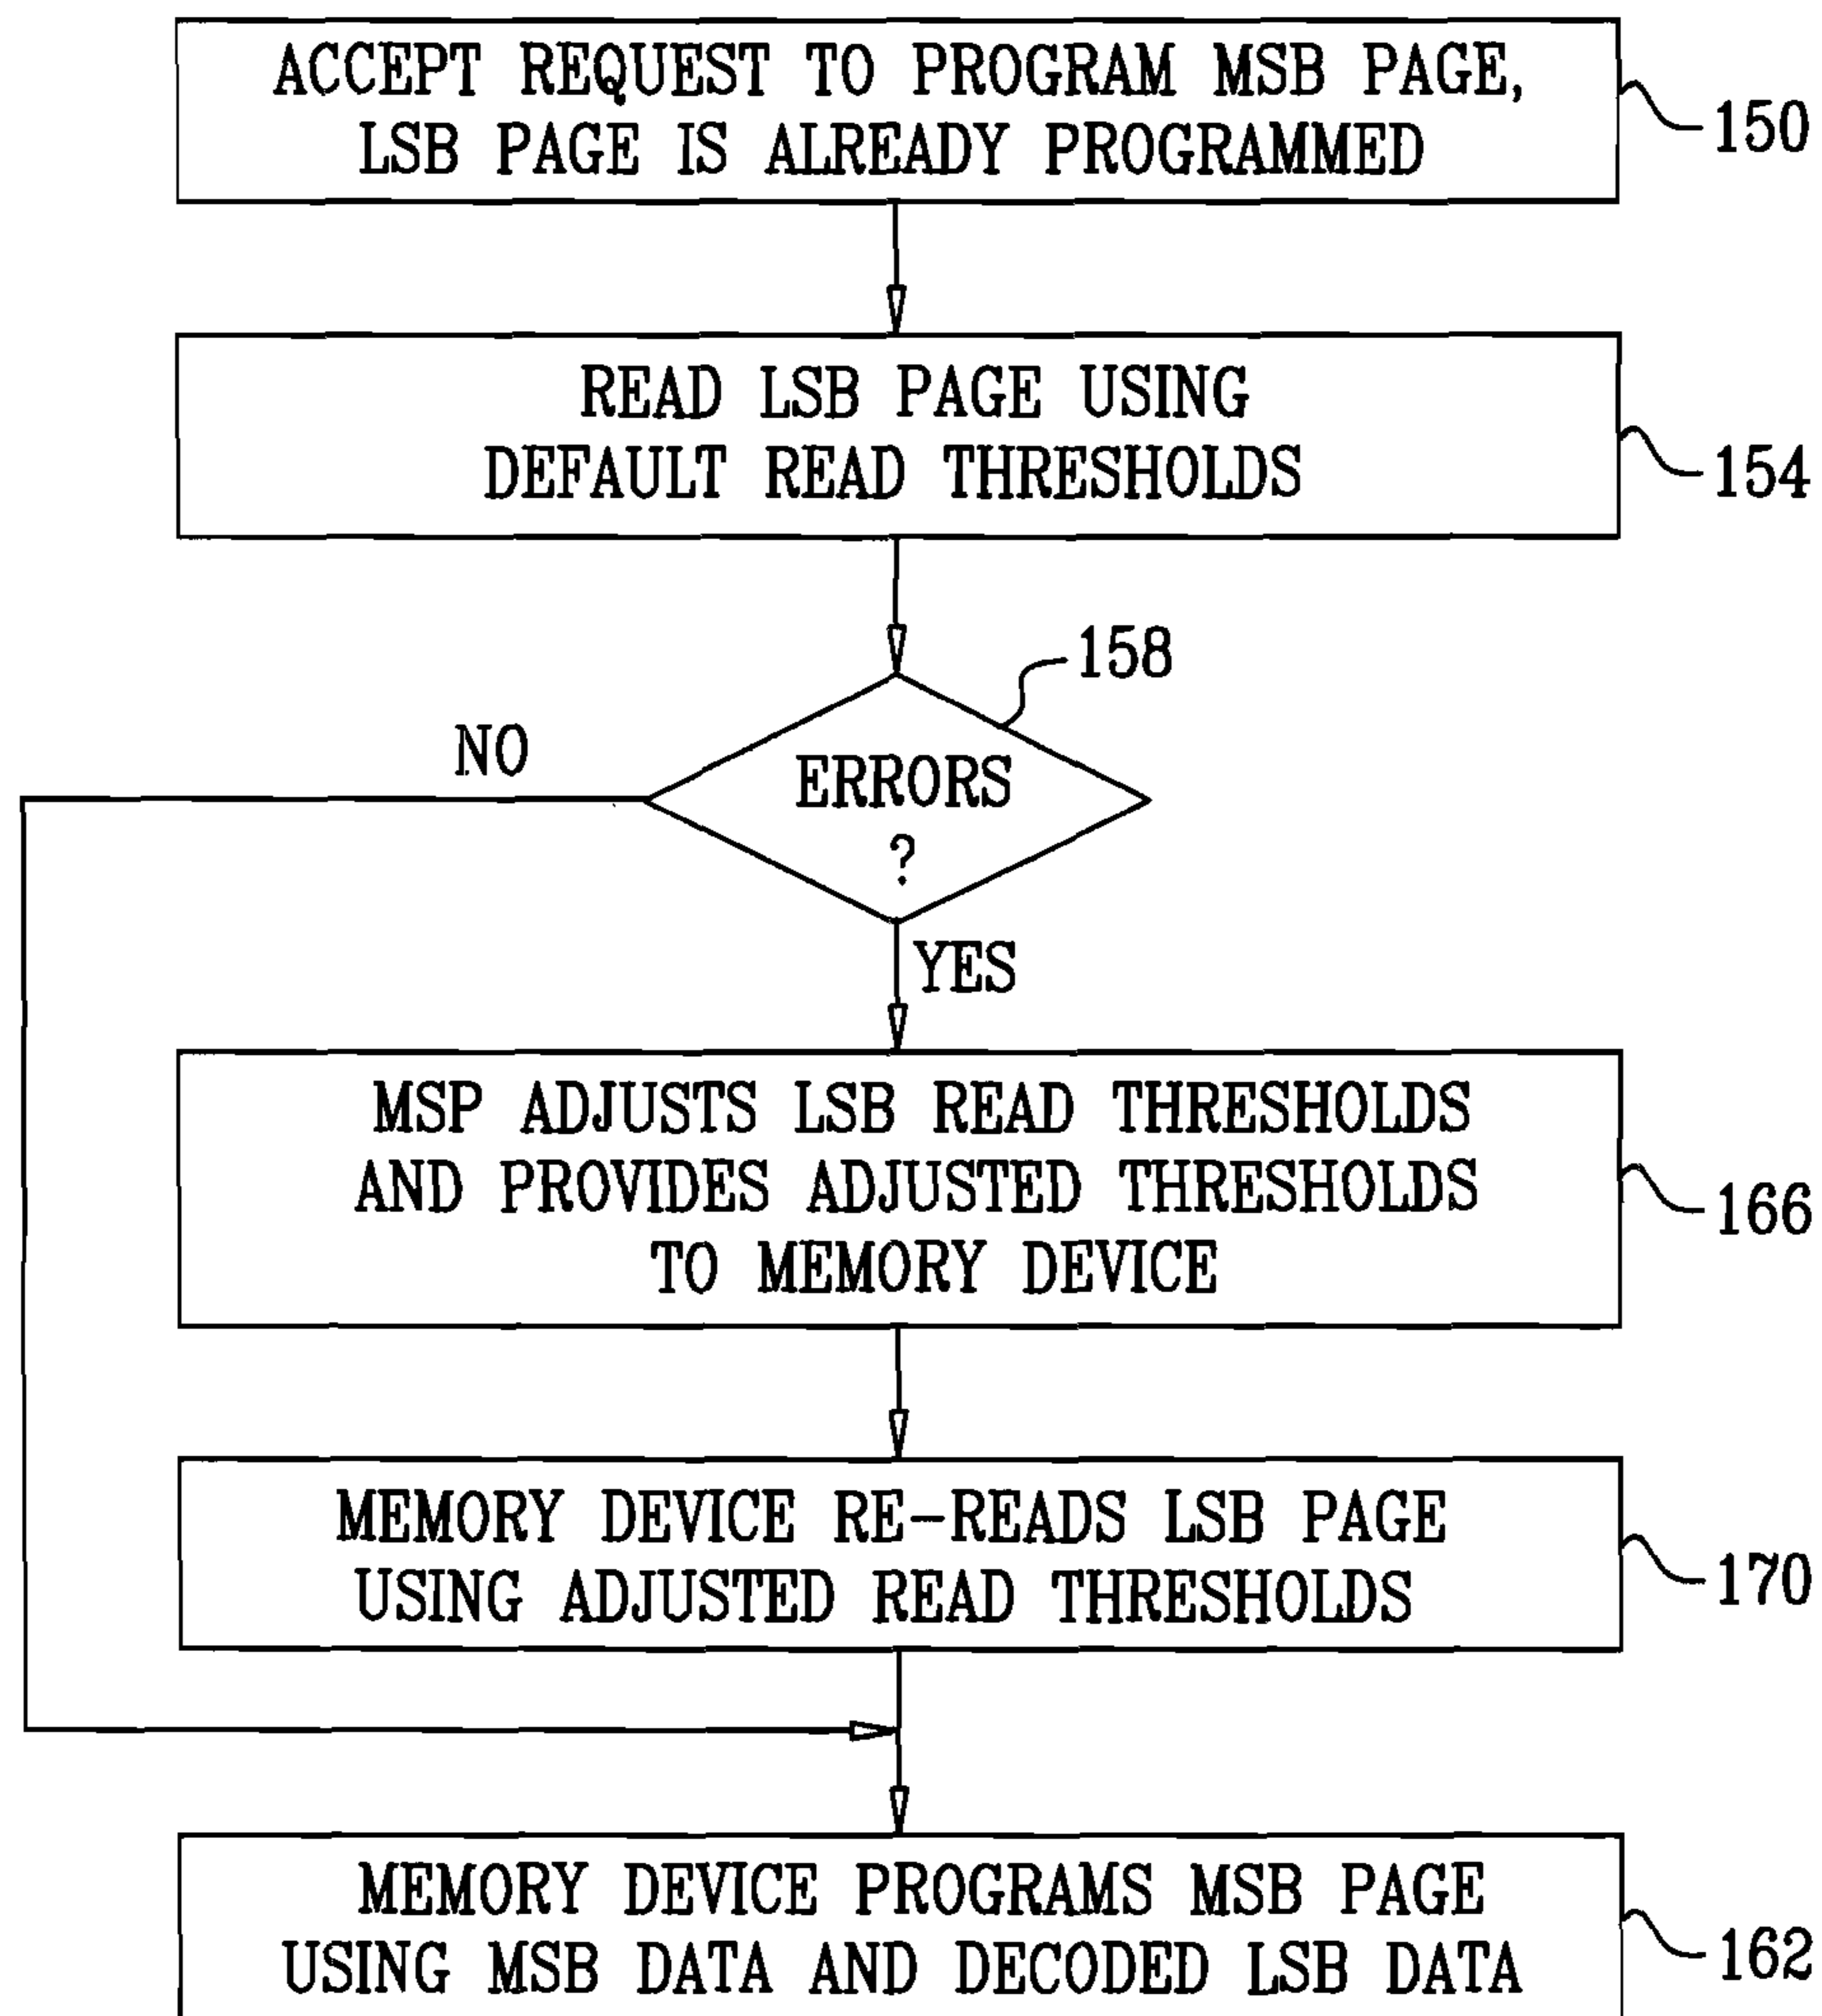 ACCEPT REQUEST TO PROGRAM MSB PAGE,
LSB PAGE IS ALREADY PROGRAMMED
150
READ LSB PAGE USING
DEFAULT READ THRESHOLDS
154
158
NO
ERRORS
?
YES
MSP ADJUSTS LSB READ THRESHOLDS
AND PROVIDES ADJUSTED THRESHOLDS
TO MEMORY DEVICE
166
MEMORY DEVICE RE-READS LSB PAGE
USING ADJUSTED READ THRESHOLDS
170
MEMORY DEVICE PROGRAMS MSB PAGE
USING MSB DATA AND DECODED LSB DATA
162